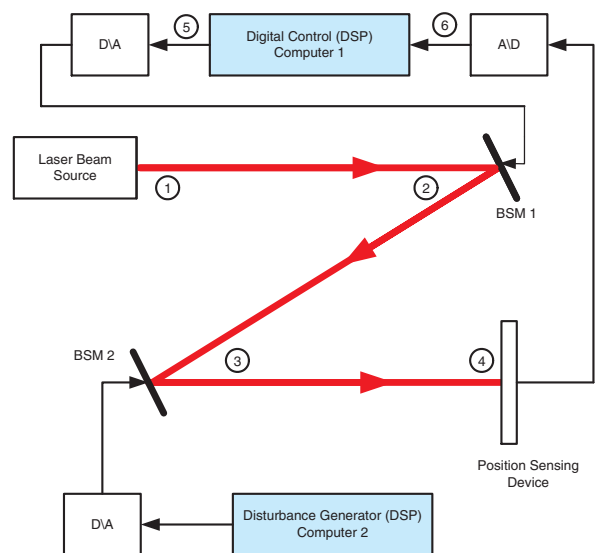 D\A
5
Digital Control (DSP)
Computer 1
6
A\D
Laser Beam
Source
1
2
BSM 1
BSM 2
3
4
Position Sensing
Device
D\A
Disturbance Generator (DSP)
Computer 2